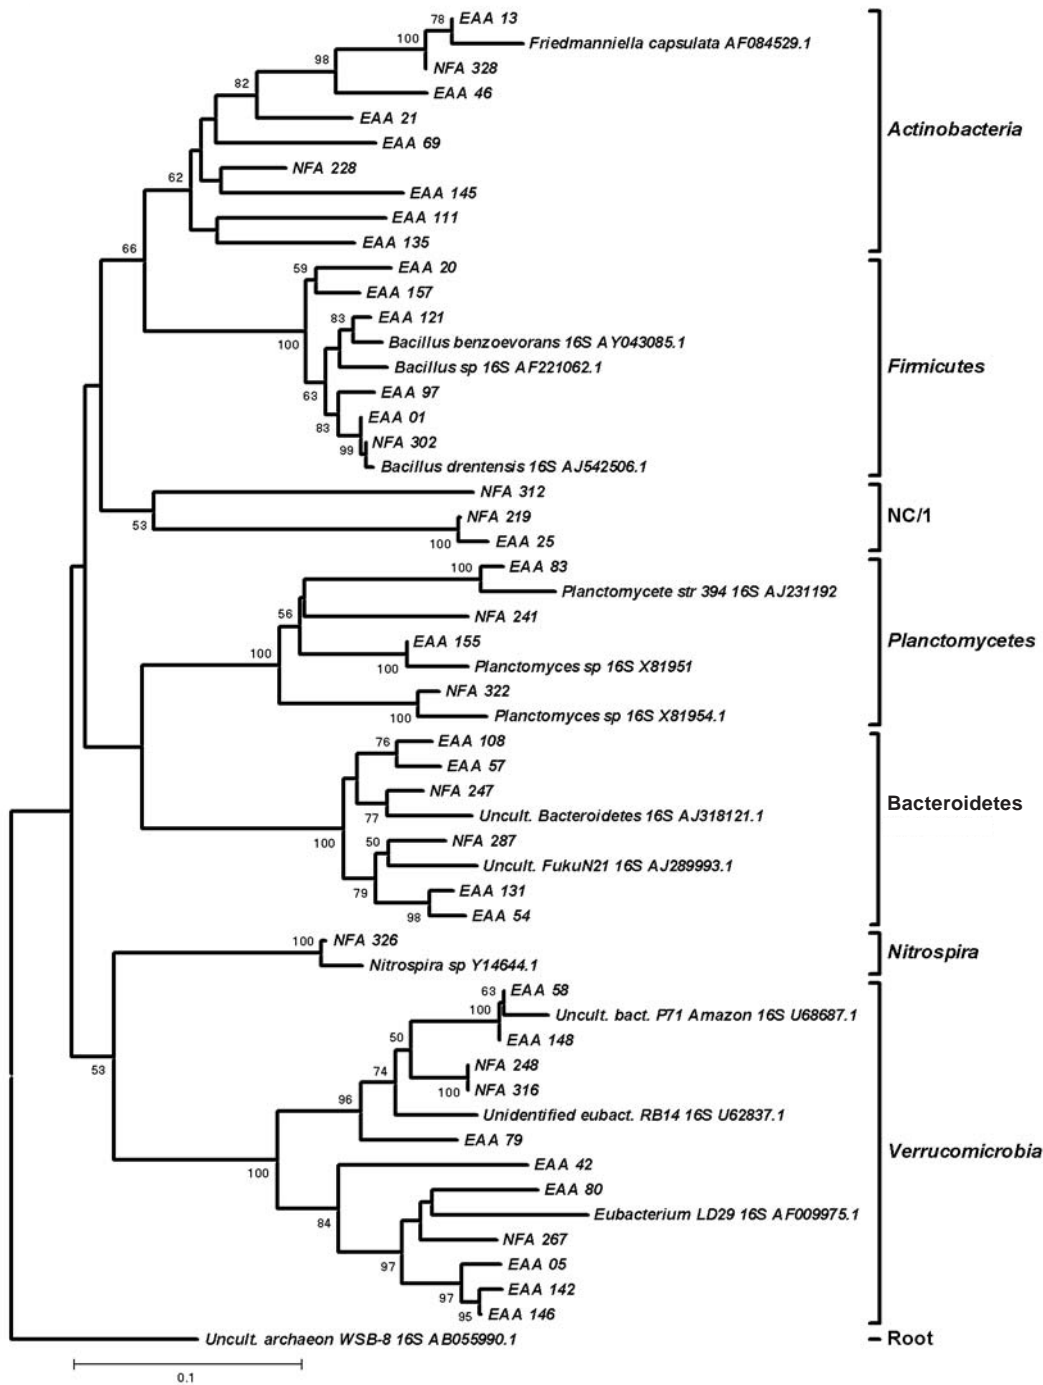 78
EAA 13
100
Friedmanniella capsulata AF084529.1
98
NFA 328
82
EAA 46
EAA 21
Actinobacteria
EAA 69
NFA 228
62
EAA 145
EAA 111
66
EAA 135
59
EAA 20
EAA 157
83
EAA 121
100
Bacillus benzoevorans 16S AY043085.1
Bacillus sp 16S AF221062.1
Firmicutes
63
EAA 97
83
EAA 01
99
NFA 302
Bacillus drentensis 16S AJ542506.1
NFA 312
53
NFA 219
NC/1
100
EAA 25
100
EAA 83
Planctomycete str 394 16S AJ231192
56
NFA 241
100
EAA 155
Planctomycetes
100
Planctomyces sp 16S X81951
NFA 322
100
Planctomyces sp 16S X81954.1
76
EAA 108
EAA 57
NFA 247
Bacteroidetes
77
Uncult. Bacteroidetes 16S AJ318121.1
100
50
NFA 287
Uncult. FukuN21 16S AJ289993.1
79
EAA 131
98
EAA 54
100
NFA 326
Nitrospira
Nitrospira sp Y14644.1
63
EAA 58
100
Uncult. bact. P71 Amazon 16S U68687.1
50
EAA 148
53
74
NFA 248
100
NFA 316
96
Unidentified eubact. RB14 16S U62837.1
EAA 79
Verrucomicrobia
100
EAA 42
EAA 80
84
Eubacterium LD29 16S AF009975.1
NFA 267
97
EAA 05
97
EAA 142
95
EAA 146
Uncult. archaeon WSB-8 16S AB055990.1
Root
0.1